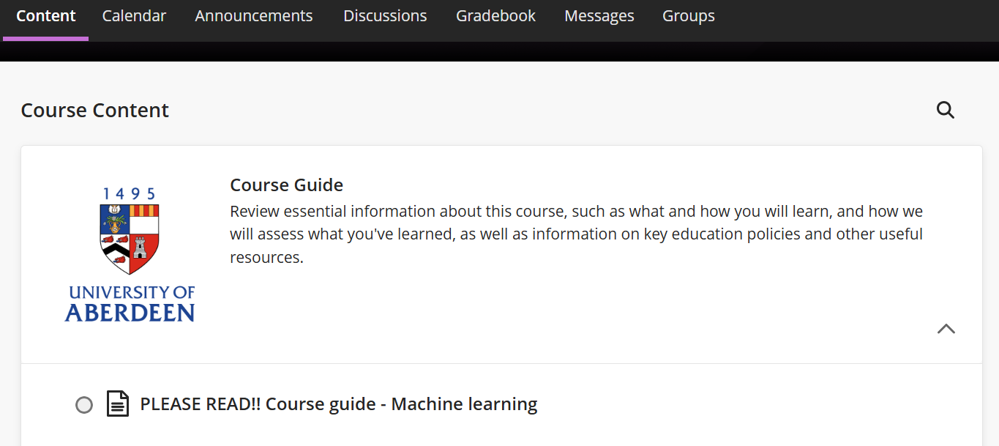 Content Calendar Announcements Discussions Gradebook Messages Groups
Course Content
1495
UNIVERSITY OF
ABERDEEN
Course Guide
Review essential information about this course, such as what and how you will learn, and how we
will assess what you've learned, as well as information on key education policies and other useful
resources.
PLEASE READ!! Course guide - Machine learning